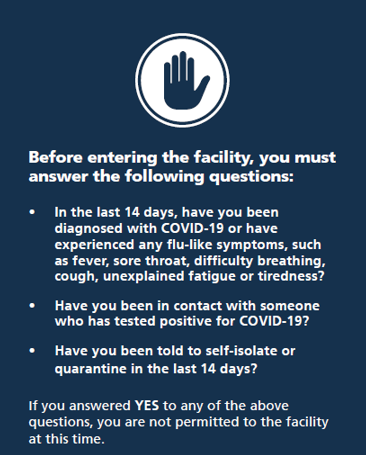 Before entering the facility, you must
answer the following questions:
• In the last 14 days, have you been
diagnosed with COVID-19 or have
experienced any flu-like symptoms, such
as fever, sore throat, difficulty breathing,
cough, unexplained fatigue or tiredness?
• Have you been in contact with someone
who has tested positive for COVID-19?
• Have you been told to self-isolate or
quarantine in the last 14 days?
If you answered YES to any of the above
questions, you are not permitted to the facility
at this time.